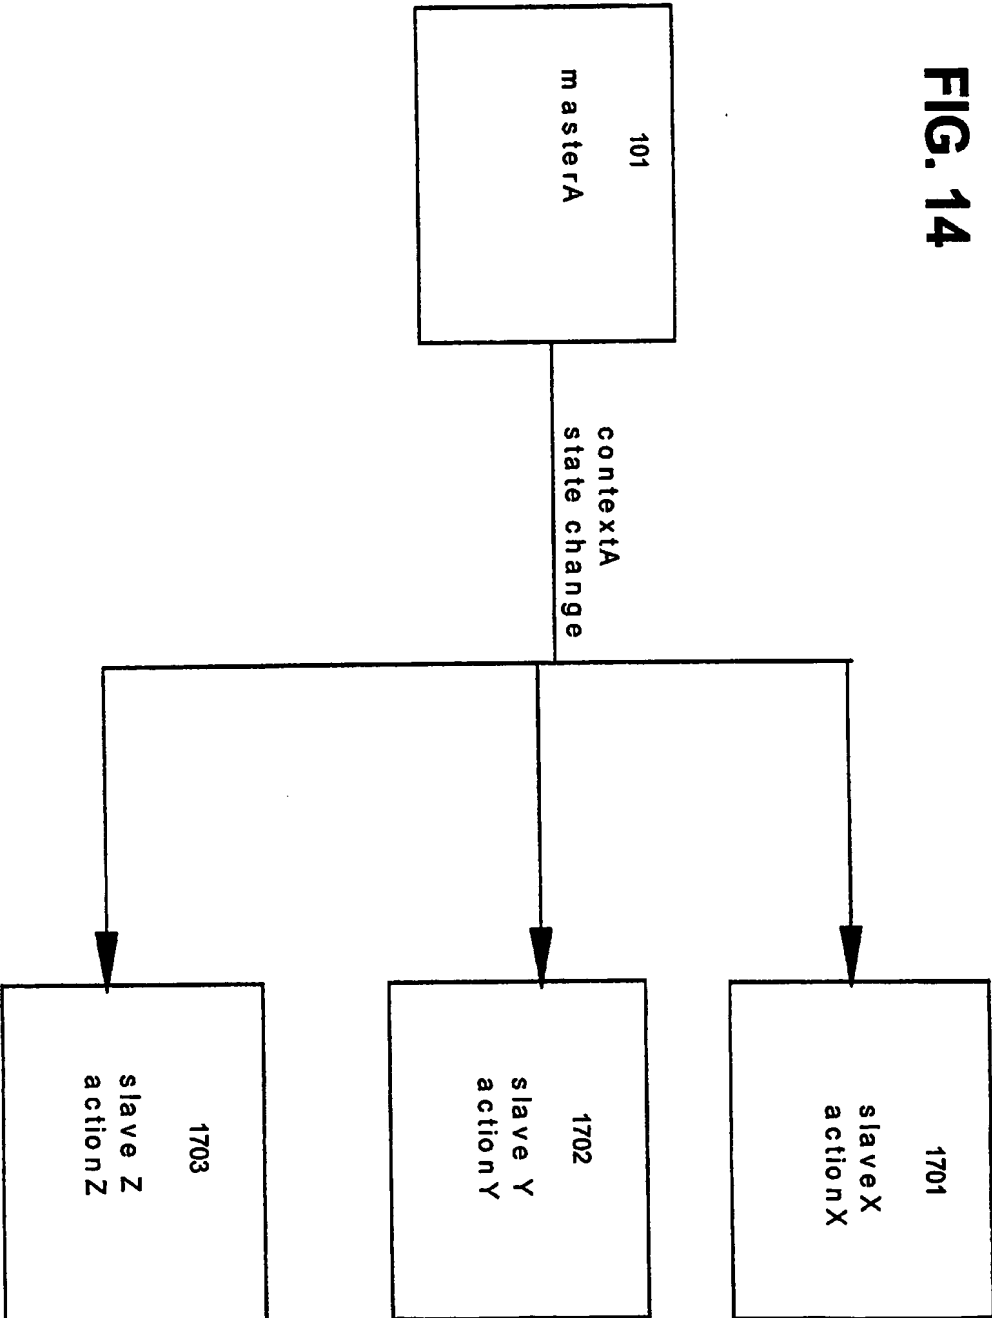 FIG. 14
101
masterA
contextA
state change
1701
slaveX
actionX
1702
slave Y
actionY
1703
slave Z
actionZ